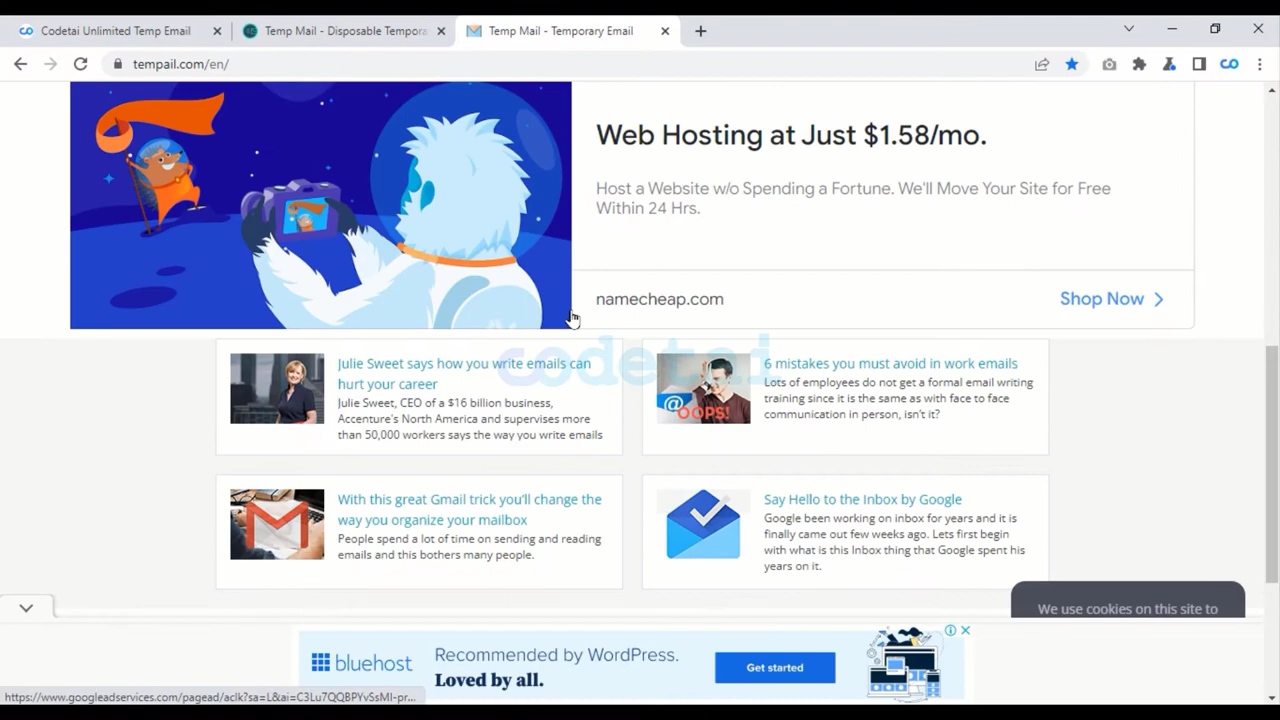 Codetai Unlimited Temp Email
Temp Mail - Disposable Tempora
Temp Mail - Temporary Email
tempail.com/en/
Web Hosting at Just $1.58/mo.
Host a Website w/o Spending a Fortune. We'll Move Your Site for Free
Within 24 Hrs.
namecheap.com
Shop Now
codetai
Julie Sweet says how you write emails can
hurt your career
Julie Sweet, CEO of a $16 billion business,
Accenture's North America and supervises more
than 50,000 workers says the way you write emails
@
OOPS!
6 mistakes you must avoid in work emails
Lots of employees do not get a formal email writing
training since it is the same as with face to face
communication in person, isn't it?
With this great Gmail trick you'll change the
way you organize your mailbox
People spend a lot of time on sending and reading
emails and this bothers many people.
Say Hello to the Inbox by Google
Google been working on inbox for years and it is
finally came out few weeks ago. Lets first begin
with what is this Inbox thing that Google spent his
years on it.
We use cookies on this site to
bluehost
Recommended by WordPress.
Loved by all.
Get started
https://www.googleadservices.com/pagead/aclk?sa=L&ai=C3Lu7QQBPYvSsMI-pr...